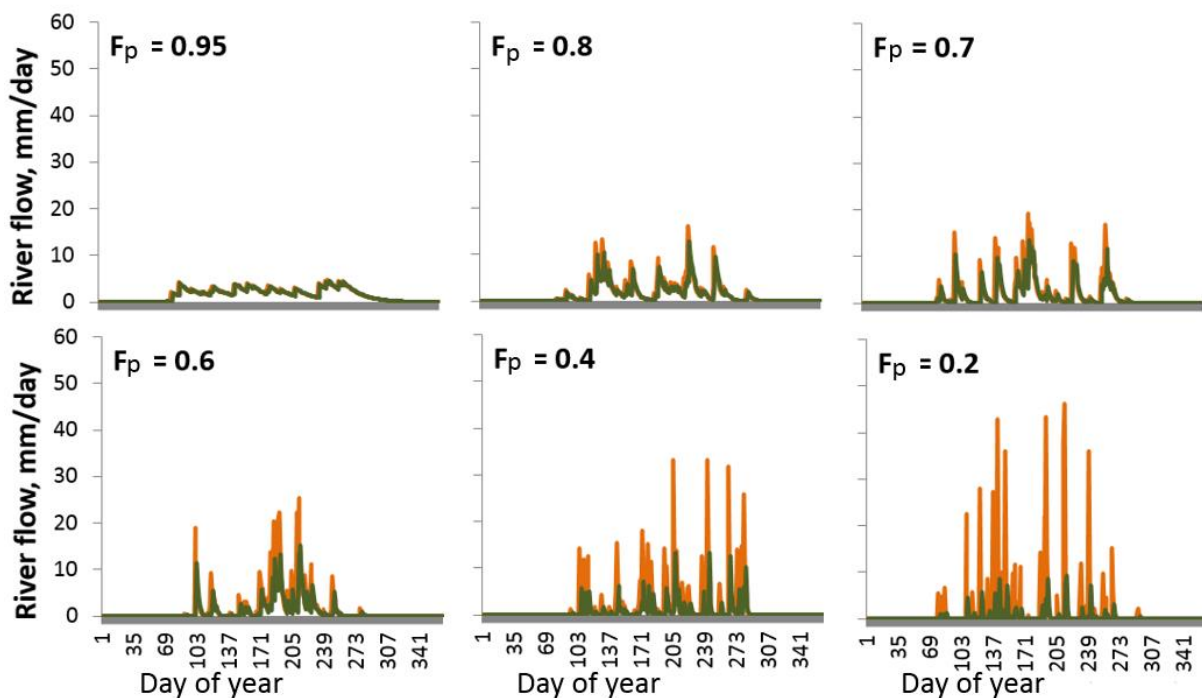 River flow, mm/day
60
50
40
30
20
10
0
Fp = 0.95
Fp = 0.8
Fp = 0.7
River flow, mm/day
60
50
40
30
20
10
0
Fp = 0.6
Fp = 0.4
Fp = 0.2
1 35 69 103 137 171 205 239 273 307 341
1 35 69 103 137 171 205 239 273 307 341
1 35 69 103 137 171 205 239 273 307 341
Day of year
Day of year
Day of year